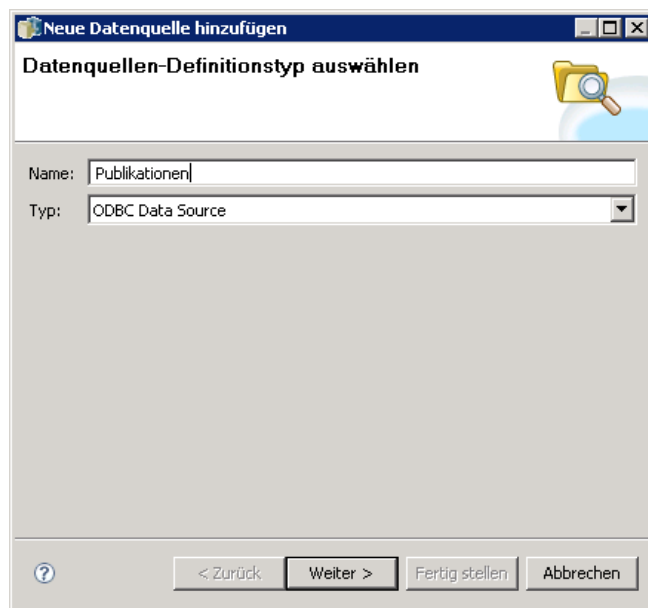 Neue Datenquelle hinzufügen
Datenquellen-Definitionstyp auswählen
Name: Publikationen
Typ: ODBC Data Source
? < Zurück Weiter > Fertig stellen Abbrechen